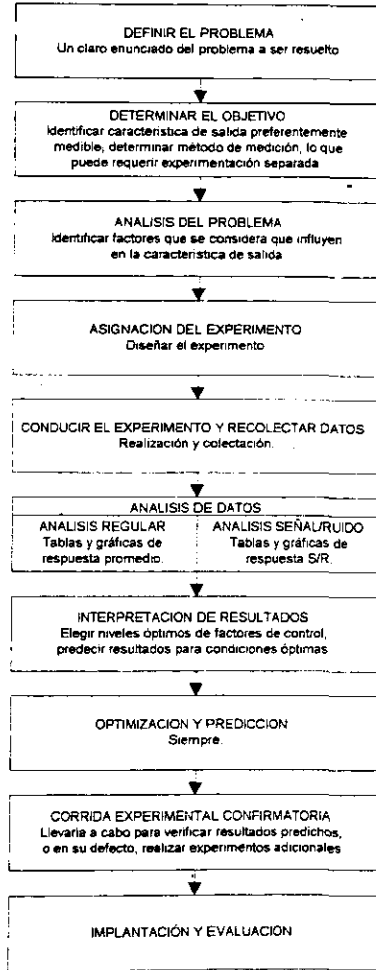 DEFINIR EL PROBLEMA
Un claro enunciado del problema a ser resuelto
DETERMINAR EL OBJETIVO
Identificar característica de salida preferentemente
medible, determinar método de medición, lo que
puede requerir experimentación separada
ANALISIS DEL PROBLEMA
Identificar factores que se considera que influyen
en la característica de salida
ASIGNACION DEL EXPERIMENTO
Diseñar el experimento
CONDUCIR EL EXPERIMENTO Y RECOLECTAR DATOS
Realización y colectación.
ANALISIS DE DATOS
ANALISIS REGULAR
Tablas y gráficas de
respuesta promedio.
ANALISIS SEÑAL/RUIDO
Tablas y gráficas de
respuesta S/R.
INTERPRETACION DE RESULTADOS
Elegir niveles óptimos de factores de control,
predecir resultados para condiciones óptimas
OPTIMIZACION Y PREDICCION
Siempre.
CORRIDA EXPERIMENTAL CONFIRMATORIA
Llevarla a cabo para verificar resultados predichos,
o en su defecto, realizar experimentos adicionales
IMPLANTACIÓN Y EVALUACION